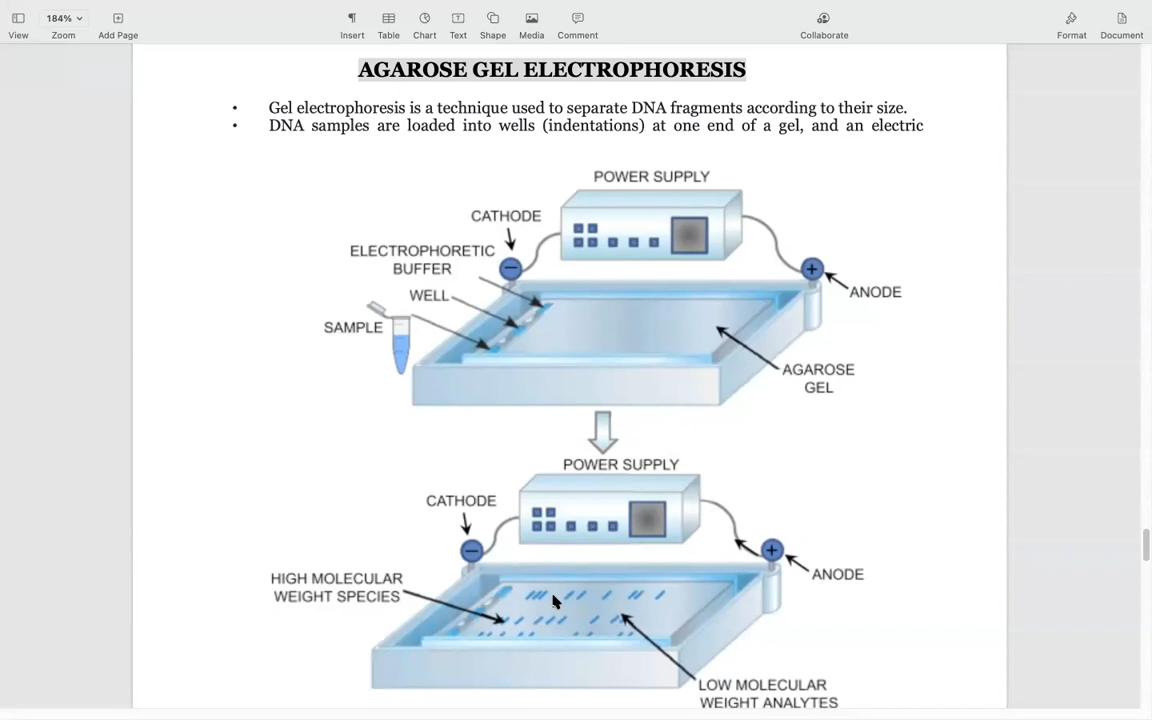 184%
View
Zoom
Add Page
Insert
Table
Chart
Text
Shape
Media
Comment
Collaborate
Format
Document
AGAROSE GEL ELECTROPHORESIS
• Gel electrophoresis is a technique used to separate DNA fragments according to their size.
• DNA samples are loaded into wells (indentations) at one end of a gel, and an electric
POWER SUPPLY
CATHODE
ELECTROPHORETIC
BUFFER
WELL
SAMPLE
ANODE
AGAROSE
GEL
POWER SUPPLY
CATHODE
HIGH MOLECULAR
WEIGHT SPECIES
ANODE
LOW MOLECULAR
WEIGHT ANALYTES